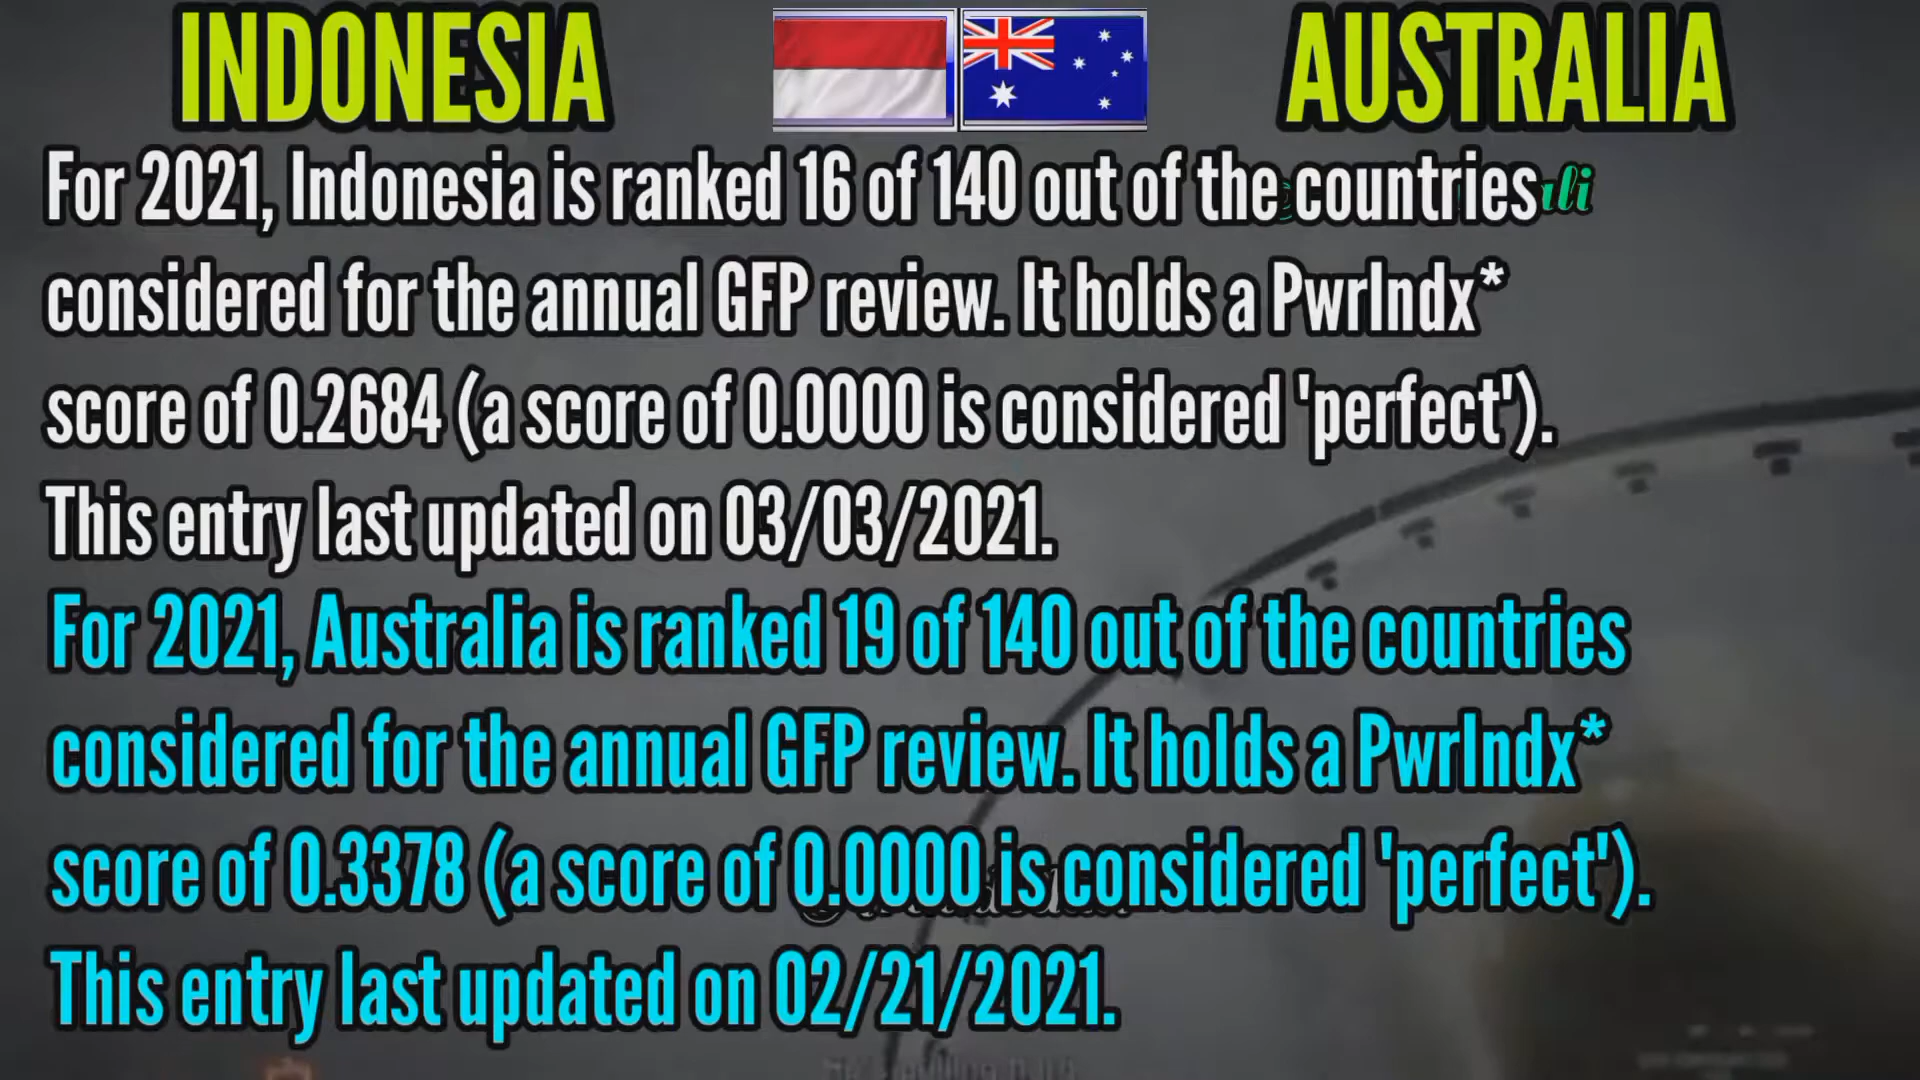 INDONESIA
AUSTRALIA
For 2021, Indonesia is ranked 16 of 140 out of the countries
considered for the annual GFP review. It holds a PwrIndx*
score of 0.2684 (a score of 0.0000 is considered 'perfect').
This entry last updated on 03/03/2021.
For 2021, Australia is ranked 19 of 140 out of the countries
considered for the annual GFP review. It holds a PwrIndx*
score of 0.3378 (a score of 0.0000 is considered 'perfect').
This entry last updated on 02/21/2021.